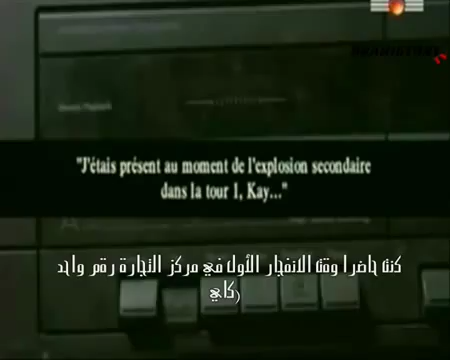 "J'étais présent au moment de l'explosion secondaire
dans la tour 1, Kay..."
كنت حاضرا وقت الانفجار الأول في مركز التجارة رقم واحد
(كاي